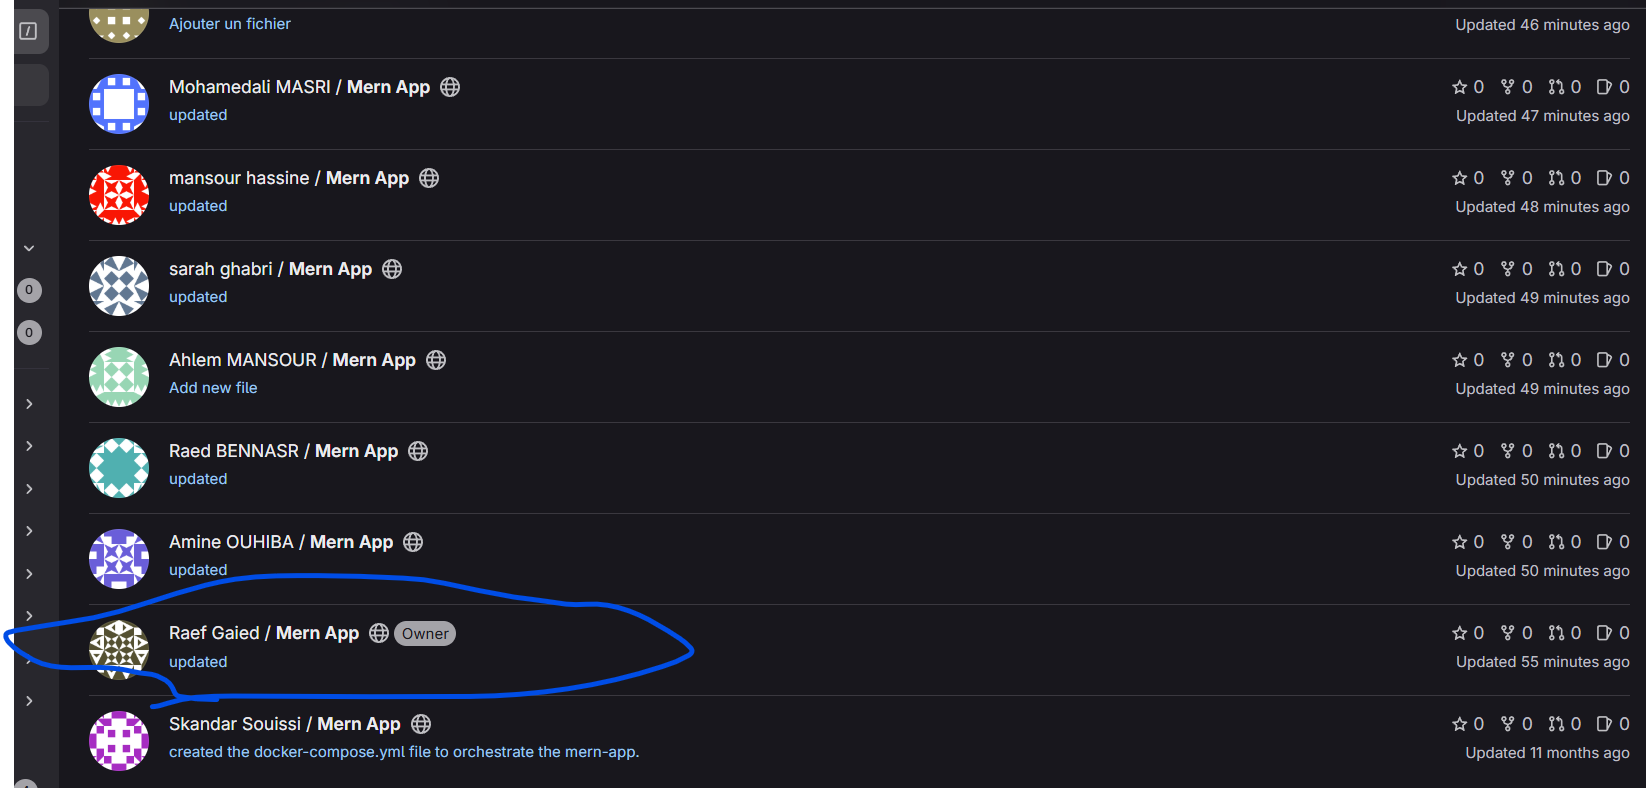 Ajouter un fichier
Updated 46 minutes ago
Mohamedali MASRI / Mern App
0 0 0 0
updated
Updated 47 minutes ago
mansour hassine / Mern App
0 0 0 0
updated
Updated 48 minutes ago
sarah ghabri / Mern App
0 0 0 0
updated
Updated 49 minutes ago
0
0
Ahlem MANSOUR / Mern App
0 0 0 0
Add new file
Updated 49 minutes ago
Raed BENNASR / Mern App
0 0 0 0
updated
Updated 50 minutes ago
Amine OUHIBA / Mern App
0 0 0 0
updated
Updated 50 minutes ago
Raef Gaied / Mern App Owner
0 0 0 0
updated
Updated 55 minutes ago
Skandar Souissi / Mern App
0 0 0 0
created the docker-compose.yml file to orchestrate the mern-app.
Updated 11 months ago